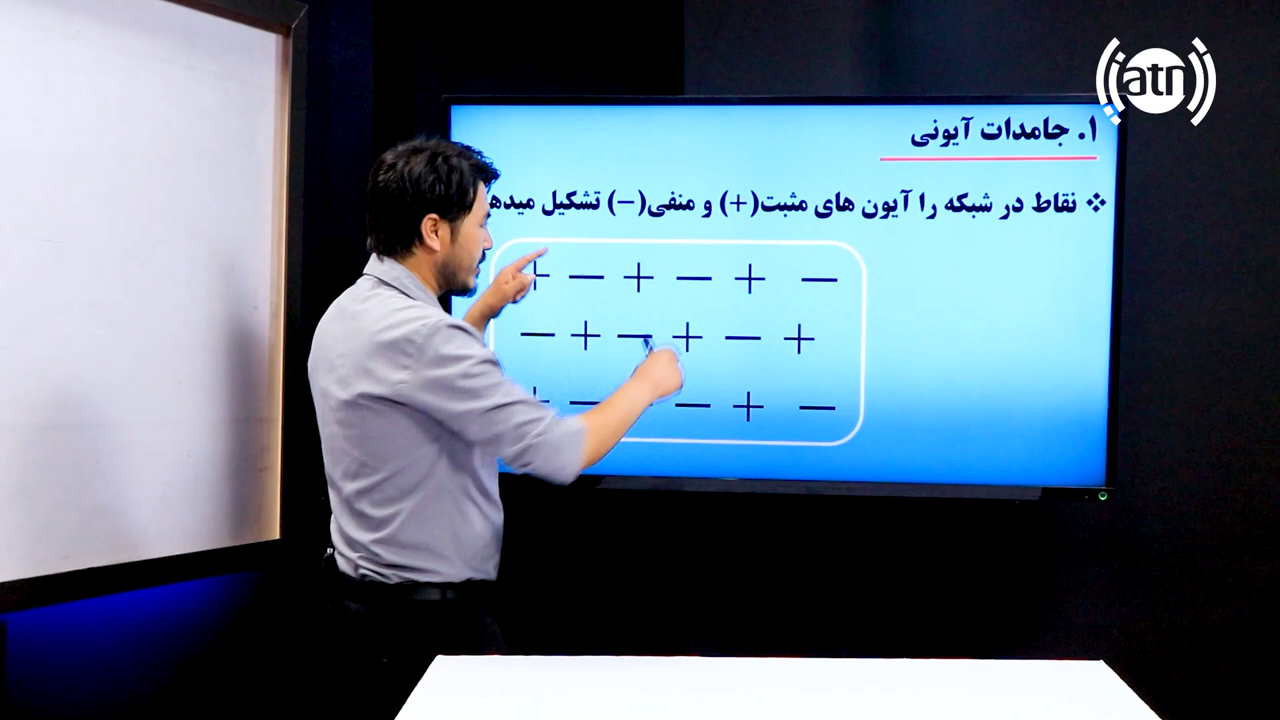 atn
۱. جامدات آیونی
❖ نقاط در شبکه را آیون های مثبت(+) و منفی(−) تشکیل
+ − + − + −
− + − + − +
+ − − + −